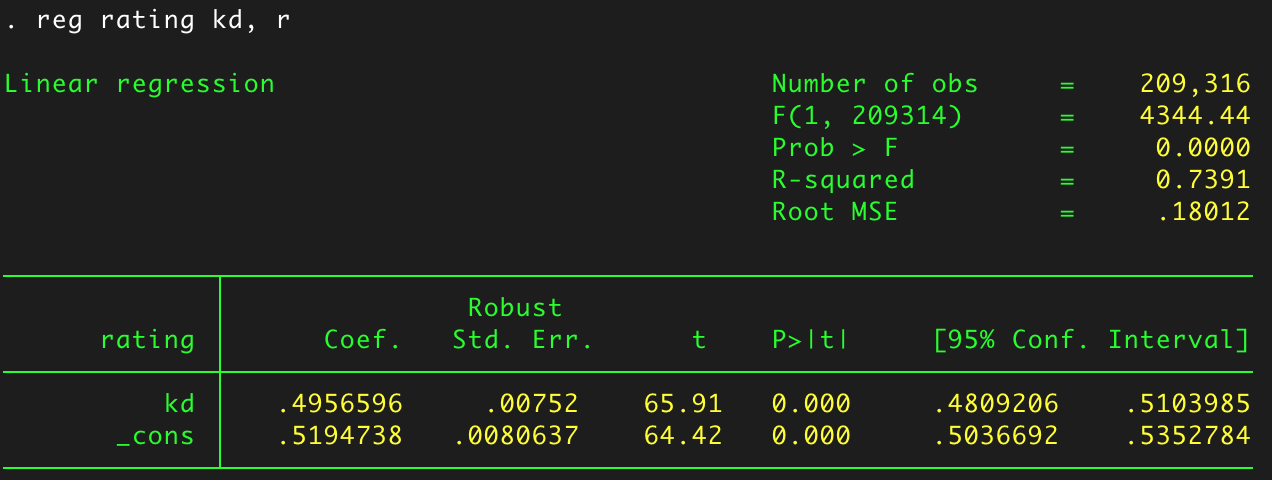 . reg rating kd, r
Linear regression Number of obs = 209,316
F(1, 209314) = 4344.44
Prob > F = 0.0000
R-squared = 0.7391
Root MSE = .18012
Robust
rating Coef. Std. Err. t P>|t| [95% Conf. Interval]
kd .4956596 .00752 65.91 0.000 .4809206 .5103985
_cons .5194738 .0080637 64.42 0.000 .5036692 .5352784